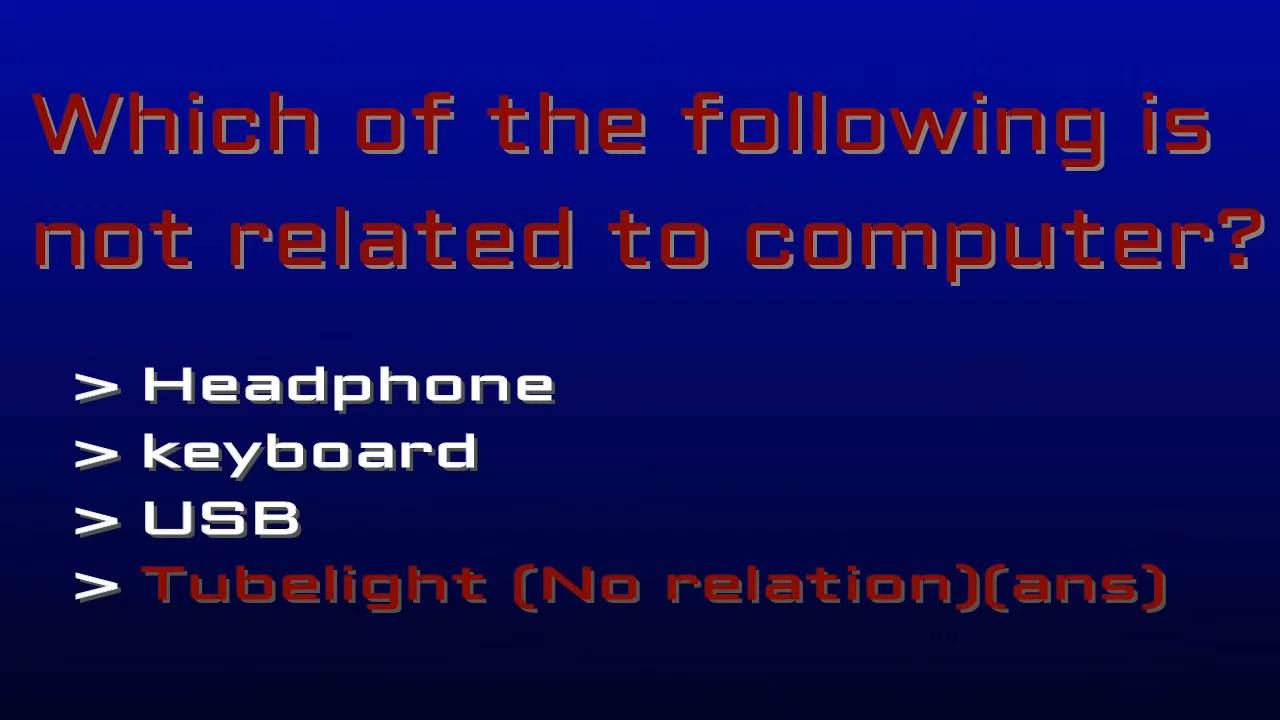 Which of the following is
not related to computer?
> Headphone
> keyboard
> USB
> Tubelight (No relation)(ans)